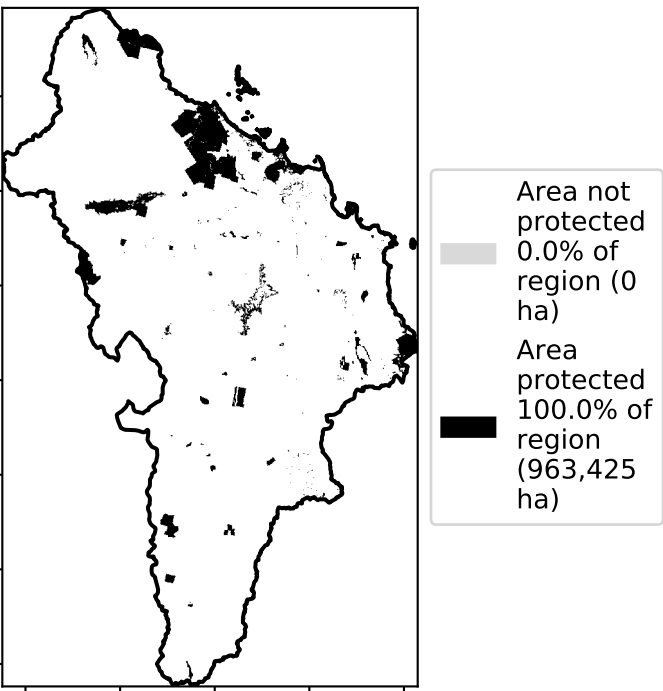 Area not
protected
0.0% of
region (0
ha)
Area
protected
100.0% of
region
(963,425
ha)